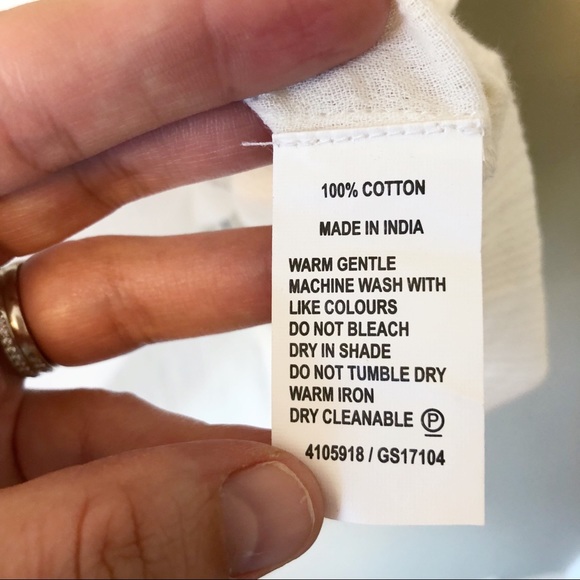 100% COTTON
MADE IN INDIA
WARM GENTLE
MACHINE WASH WITH
LIKE COLOURS
DO NOT BLEACH
DRY IN SHADE
DO NOT TUMBLE DRY
WARM IRON
DRY CLEANABLE P
4105918 / GS17104